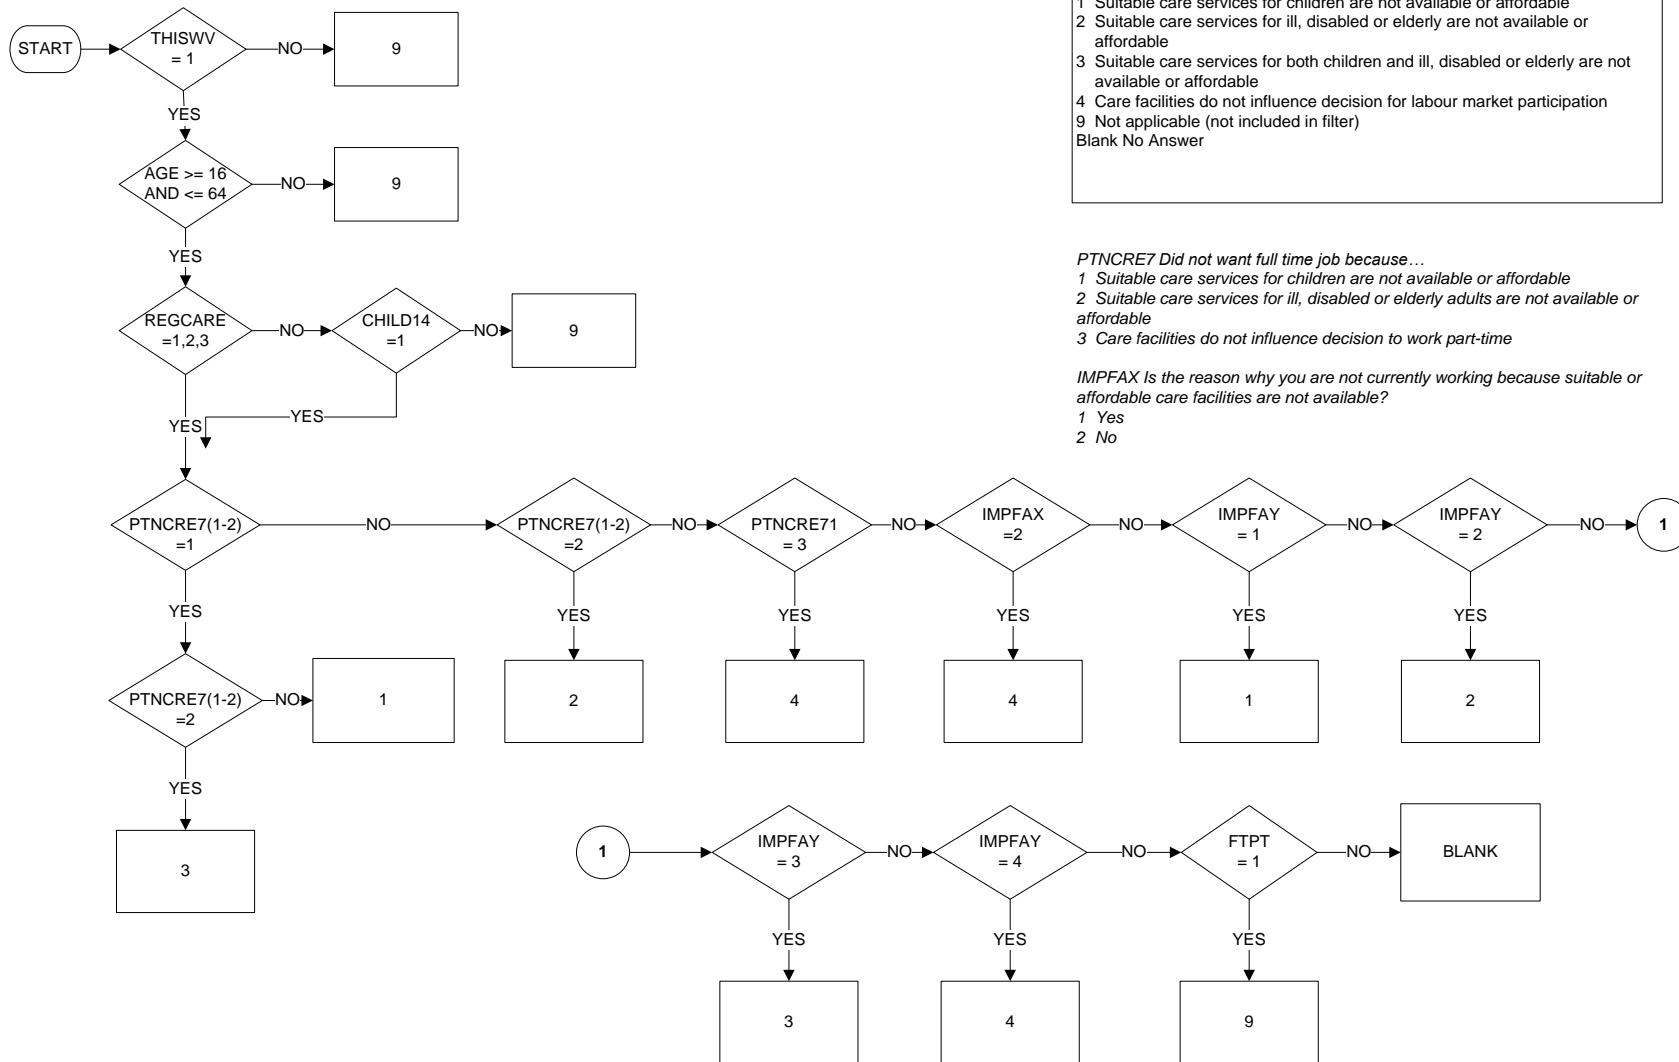 1 Suitable care services for children are not available or affordable
2 Suitable care services for ill, disabled or elderly are not available or
affordable
3 Suitable care services for both children and ill, disabled or elderly are not
available or affordable
4 Care facilities do not influence decision for labour market participation
9 Not applicable (not included in filter)
Blank No Answer
START
THISWV
= 1
NO
9
YES
AGE >= 16
AND <= 64
NO
9
YES
PTNCRE7 Did not want full time job because…
1 Suitable care services for children are not available or affordable
2 Suitable care services for ill, disabled or elderly adults are not available or
affordable
3 Care facilities do not influence decision to work part-time
IMPFAX Is the reason why you are not currently working because suitable or
affordable care facilities are not available?
1 Yes
2 No
REGCARE
=1,2,3
NO
CHILD14
=1
NO
9
YES
YES
PTNCRE7(1-2)
=1
NO
PTNCRE7(1-2)
=2
NO
PTNCRE71
= 3
NO
IMPFAX
=2
NO
IMPFAY
= 1
NO
IMPFAY
= 2
NO
1
YES
YES
YES
YES
YES
YES
PTNCRE7(1-2)
=2
NO
1
2
4
4
1
2
YES
3
1
IMPFAY
= 3
NO
IMPFAY
= 4
NO
FTPT
= 1
NO
BLANK
YES
YES
YES
3
4
9